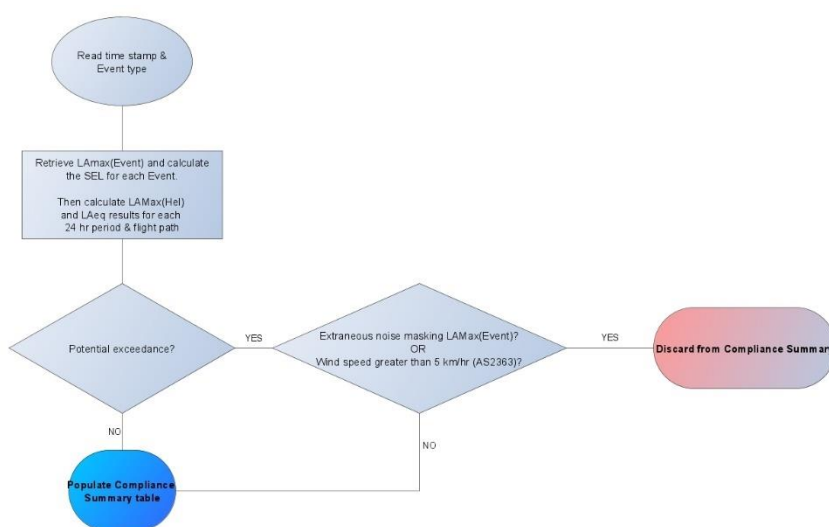 Read time stamp &
Event type
Retrieve LAmax(Event) and calculate
the SEL for each Event.
Then calculate LAMax(Hel)
and LAeq results for each
24 hr period & flight path
Potential exceedance?
YES
Extraneous noise masking LAMax(Event)?
OR
Wind speed greater than 5 km/hr (AS2363)?
YES
Discard from Compliance Summary
NO
NO
Populate Compliance
Summary table